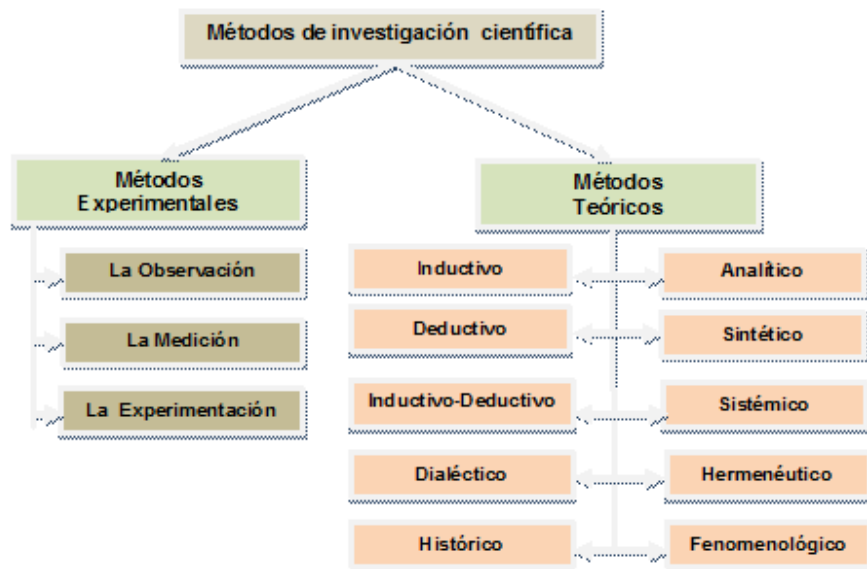 Métodos de investigación científica
Métodos
Experimentales
Métodos
Teóricos
La Observación
La Medición
La Experimentación
Inductivo
Analítico
Deductivo
Sintético
Inductivo-Deductivo
Sistémico
Dialéctico
Hermenéutico
Histórico
Fenomenológico